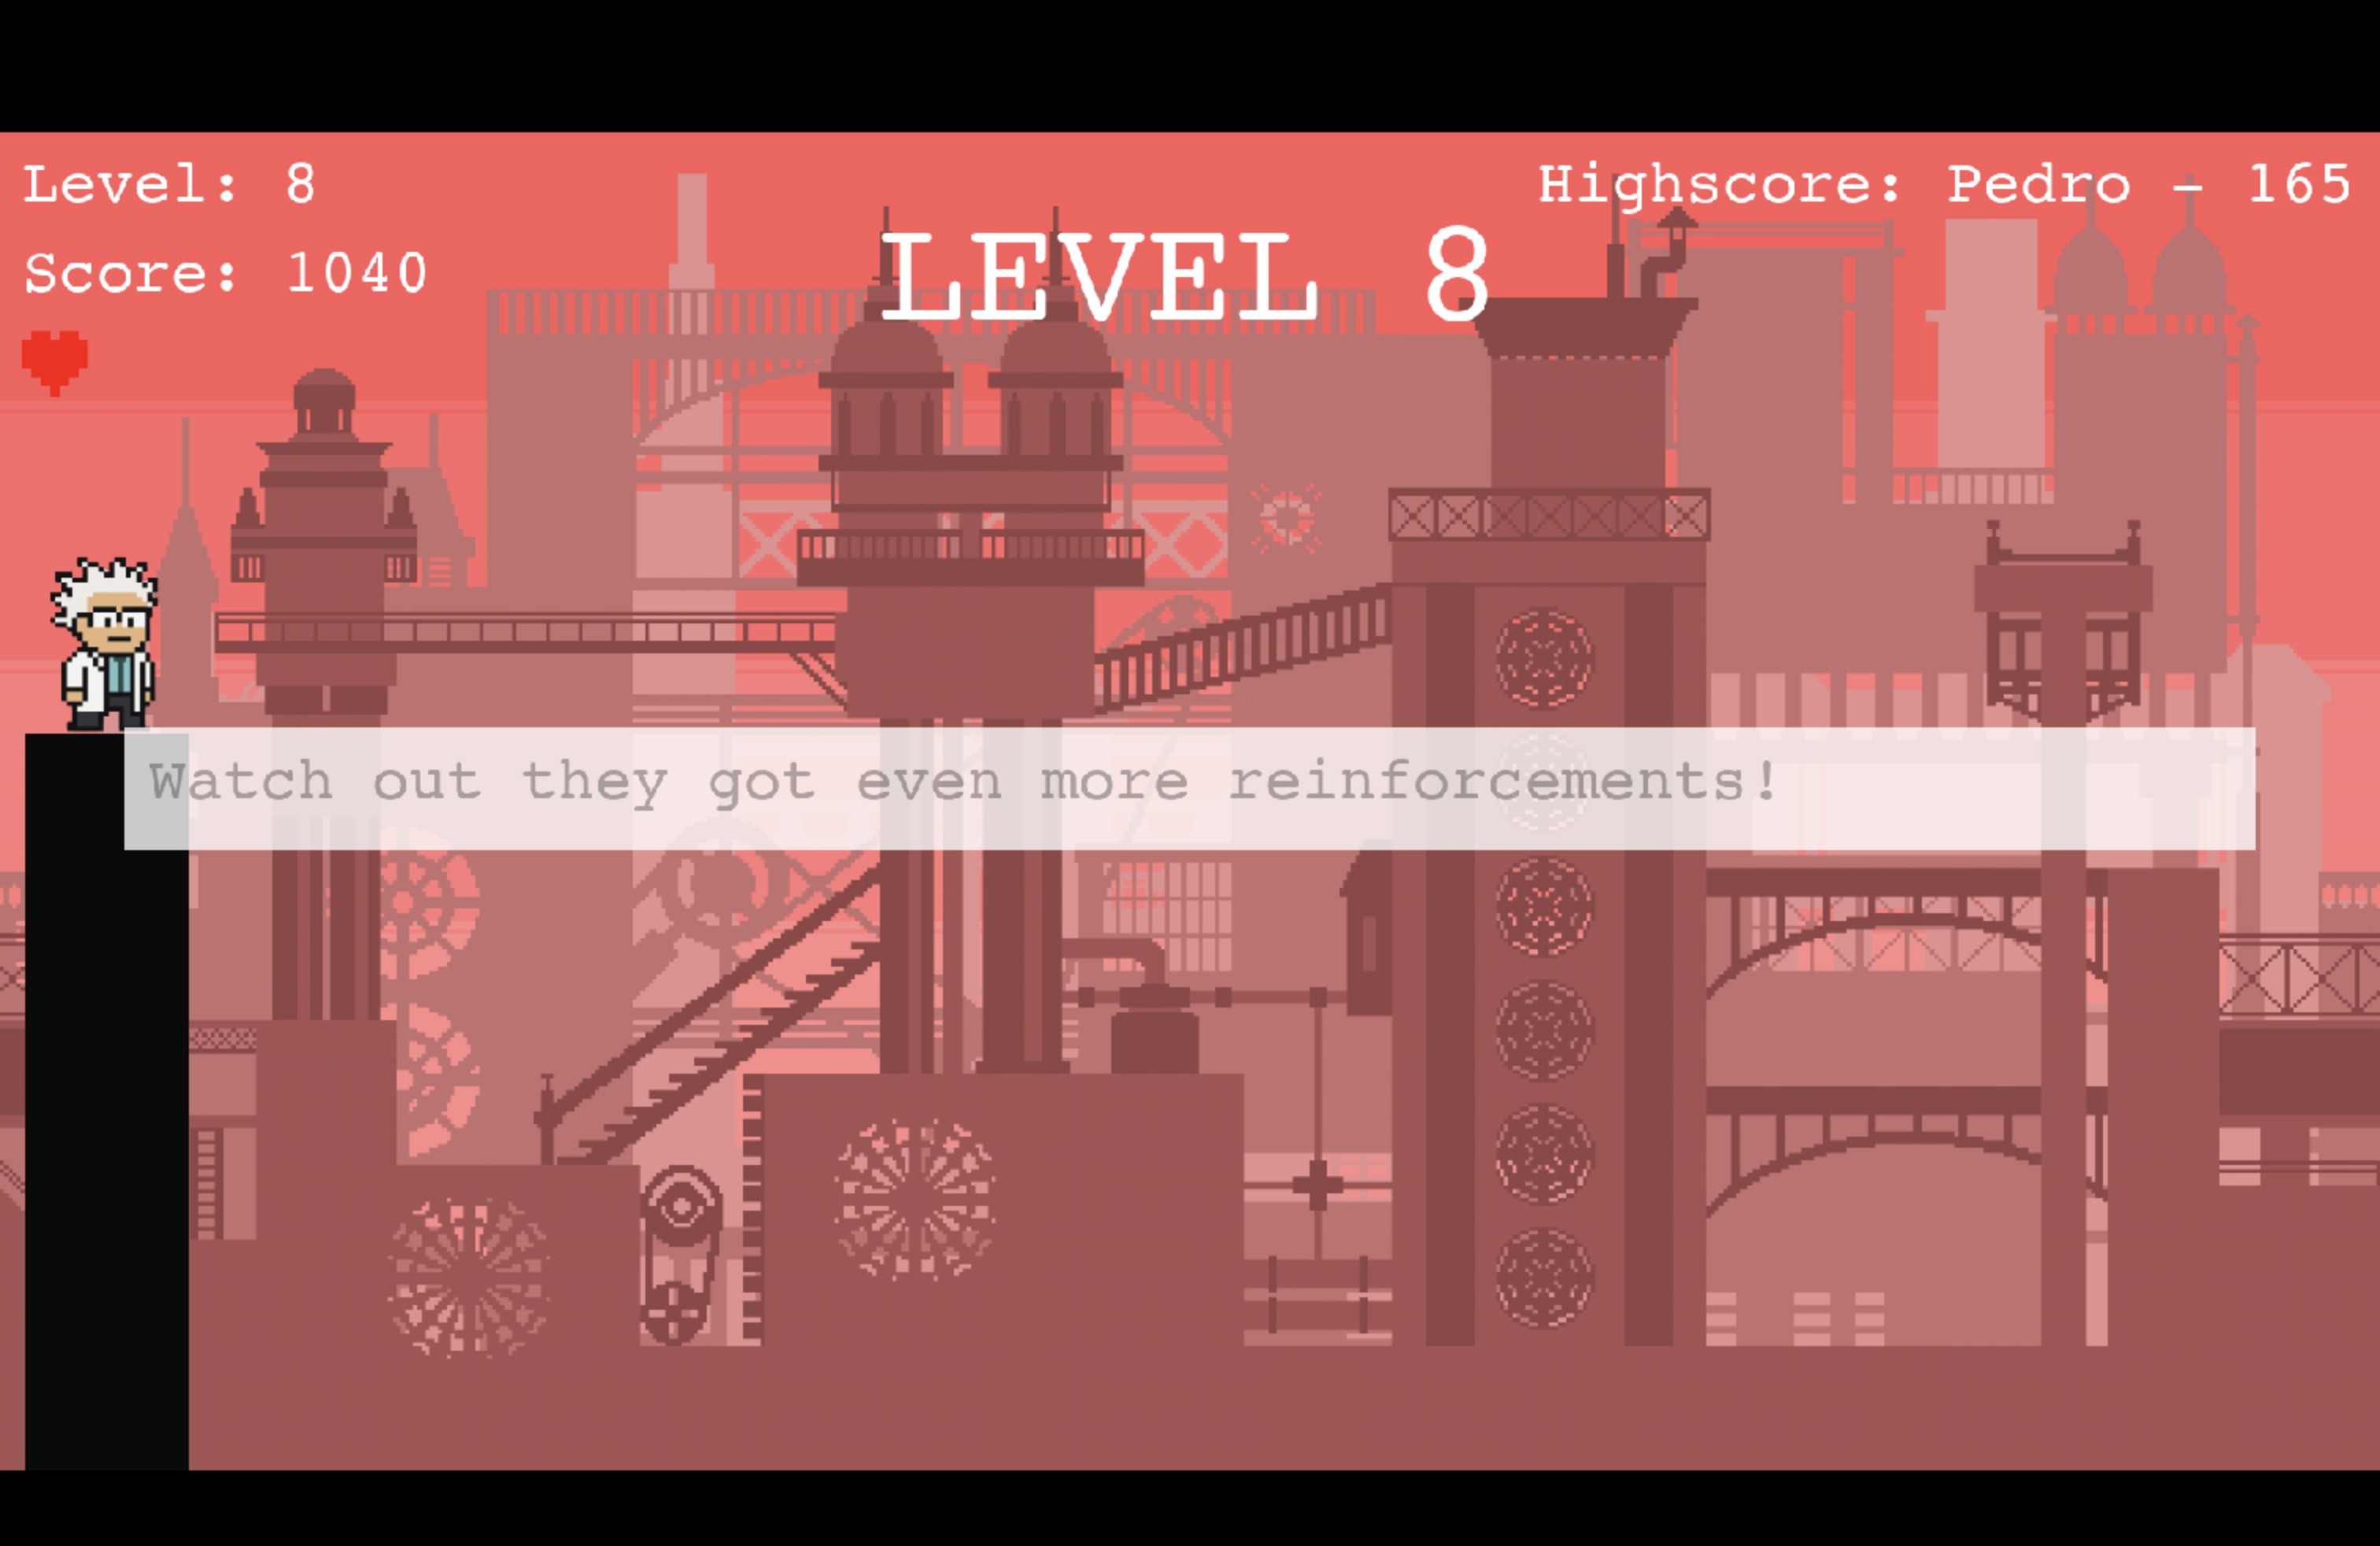 Level: 8
Highscore: Pedro - 165
Score: 1040
LEVEL 8
Watch out they got even more reinforcements!